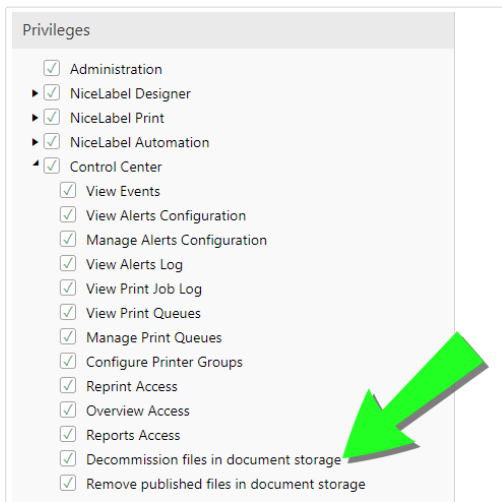 Privileges
Administration
NiceLabel Designer
NiceLabel Print
NiceLabel Automation
Control Center
View Events
View Alerts Configuration
Manage Alerts Configuration
View Alerts Log
View Print Job Log
View Print Queues
Manage Print Queues
Configure Printer Groups
Reprint Access
Overview Access
Reports Access
Decommission files in document storage
Remove published files in document storage